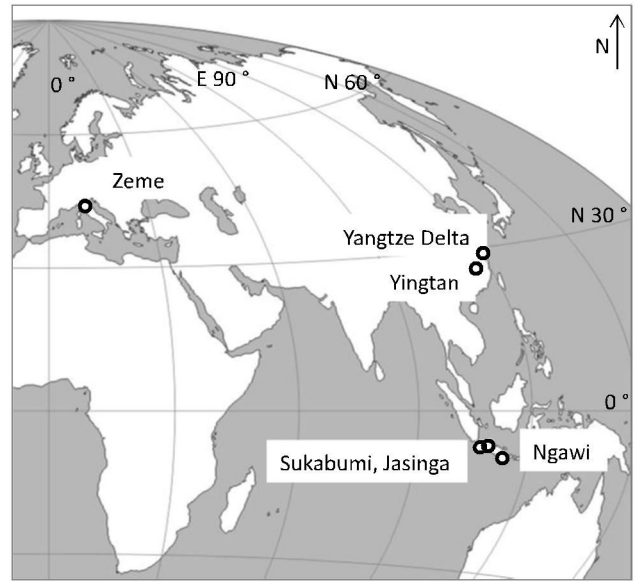 N
0 °
E 90 °
N 60 °
Zeme
N 30 °
Yangtze Delta
Yingtan
0 °
Sukabumi, Jasinga
Ngawi